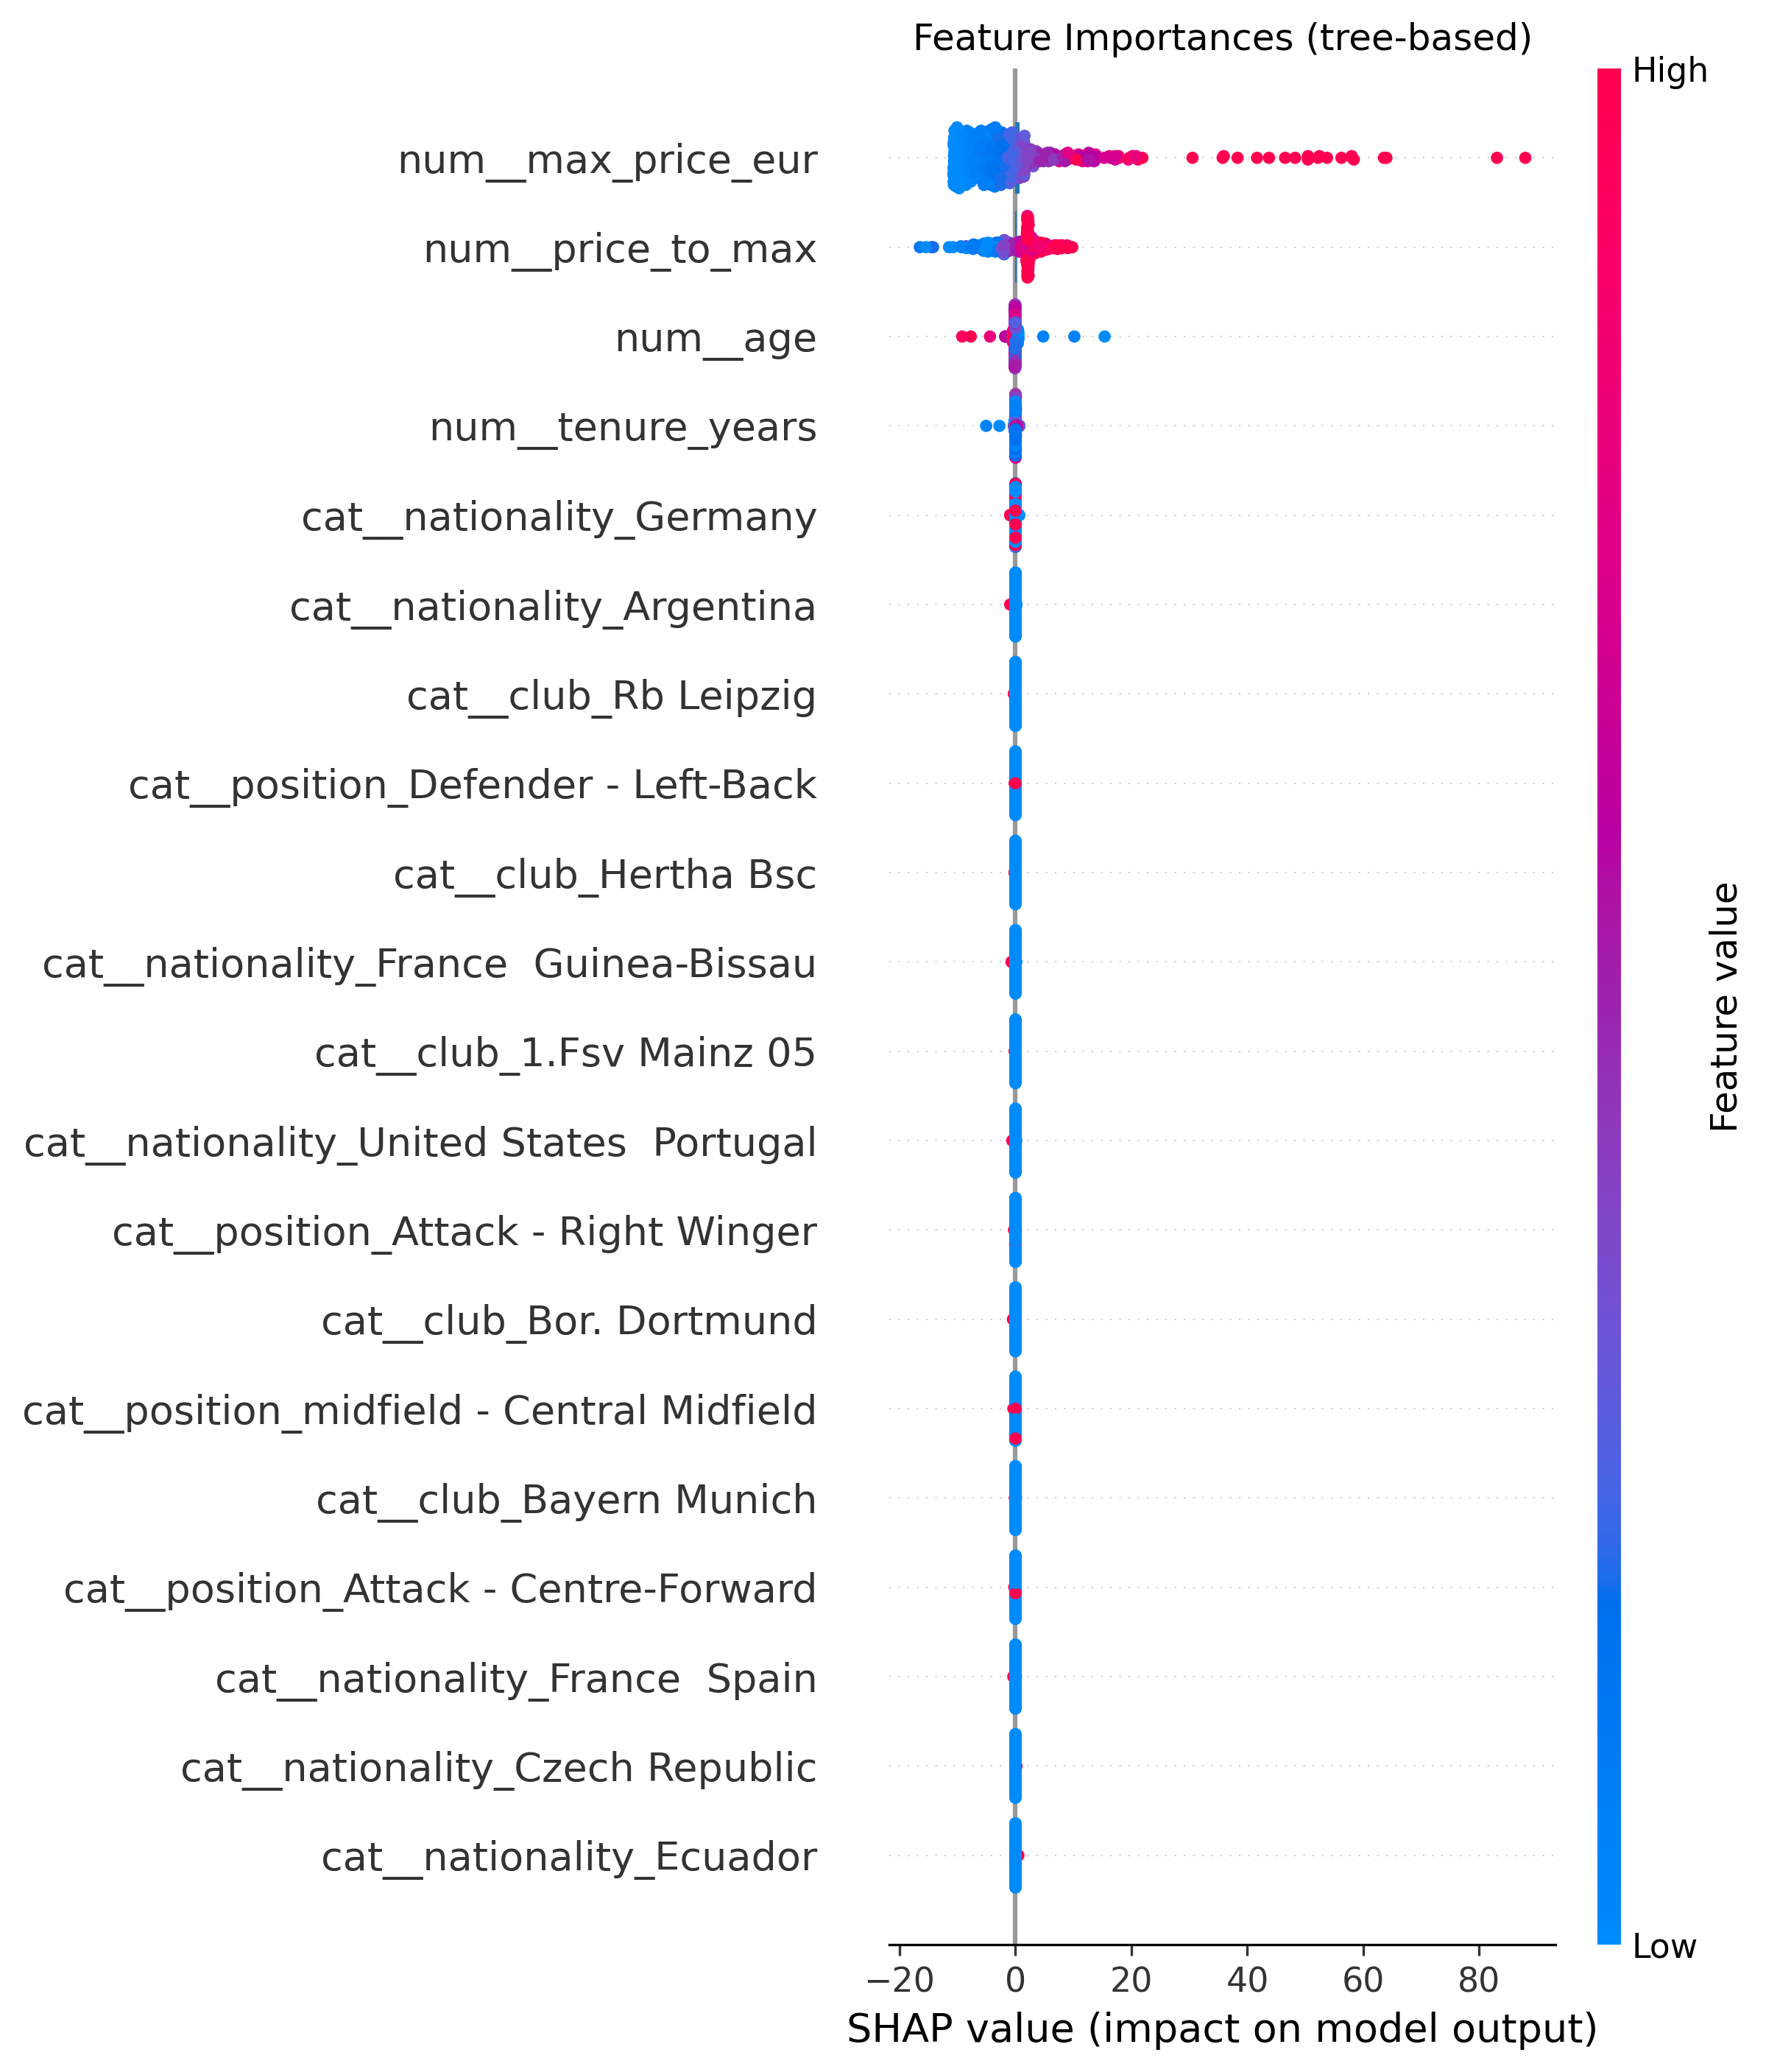 Feature Importances (tree-based)
High
num__max_price_eur
num__price_to_max
num__age
num__tenure_years
cat__nationality_Germany
cat__nationality_Argentina
cat__club_Rb Leipzig
cat__position_Defender - Left-Back
cat__club_Hertha Bsc
cat__nationality_France  Guinea-Bissau
cat__club_1.Fsv Mainz 05
cat__nationality_United States  Portugal
cat__position_Attack - Right Winger
cat__club_Bor. Dortmund
cat__position_midfield - Central Midfield
cat__club_Bayern Munich
cat__position_Attack - Centre-Forward
cat__nationality_France  Spain
cat__nationality_Czech Republic
cat__nationality_Ecuador
Feature value
Low
−20 0 20 40 60 80
SHAP value (impact on model output)